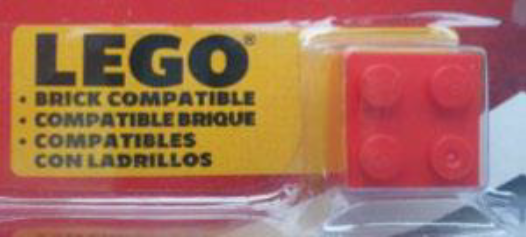 LEGO®
• BRICK COMPATIBLE
• COMPATIBLE BRIQUE
• COMPATIBLES
CON LADRILLOS